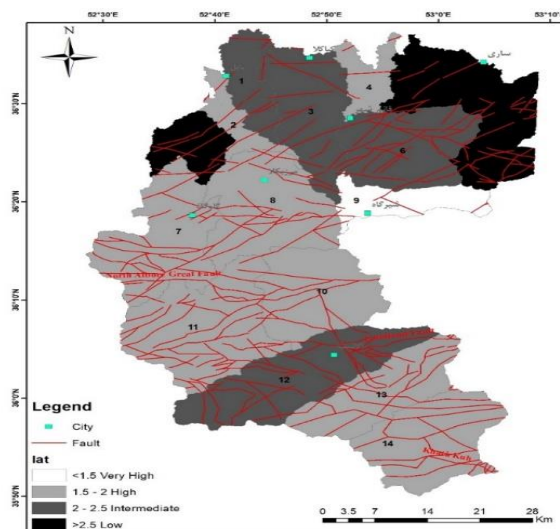 52°30'E
52°40'E
52°50'E
53°0'E
53°10'E
N
ساری
1
4
2
3
6
9
شیرگاه
8
7
North Alborz Great Fault
10
11
12
13
14
36°30'N
36°20'N
36°10'N
36°0'N
35°50'N
Legend
City
Fault
Iat
<1.5 Very High
1.5 - 2 High
2 - 2.5 Intermediate
>2.5 Low
0 3.5 7 14 21 28
Km